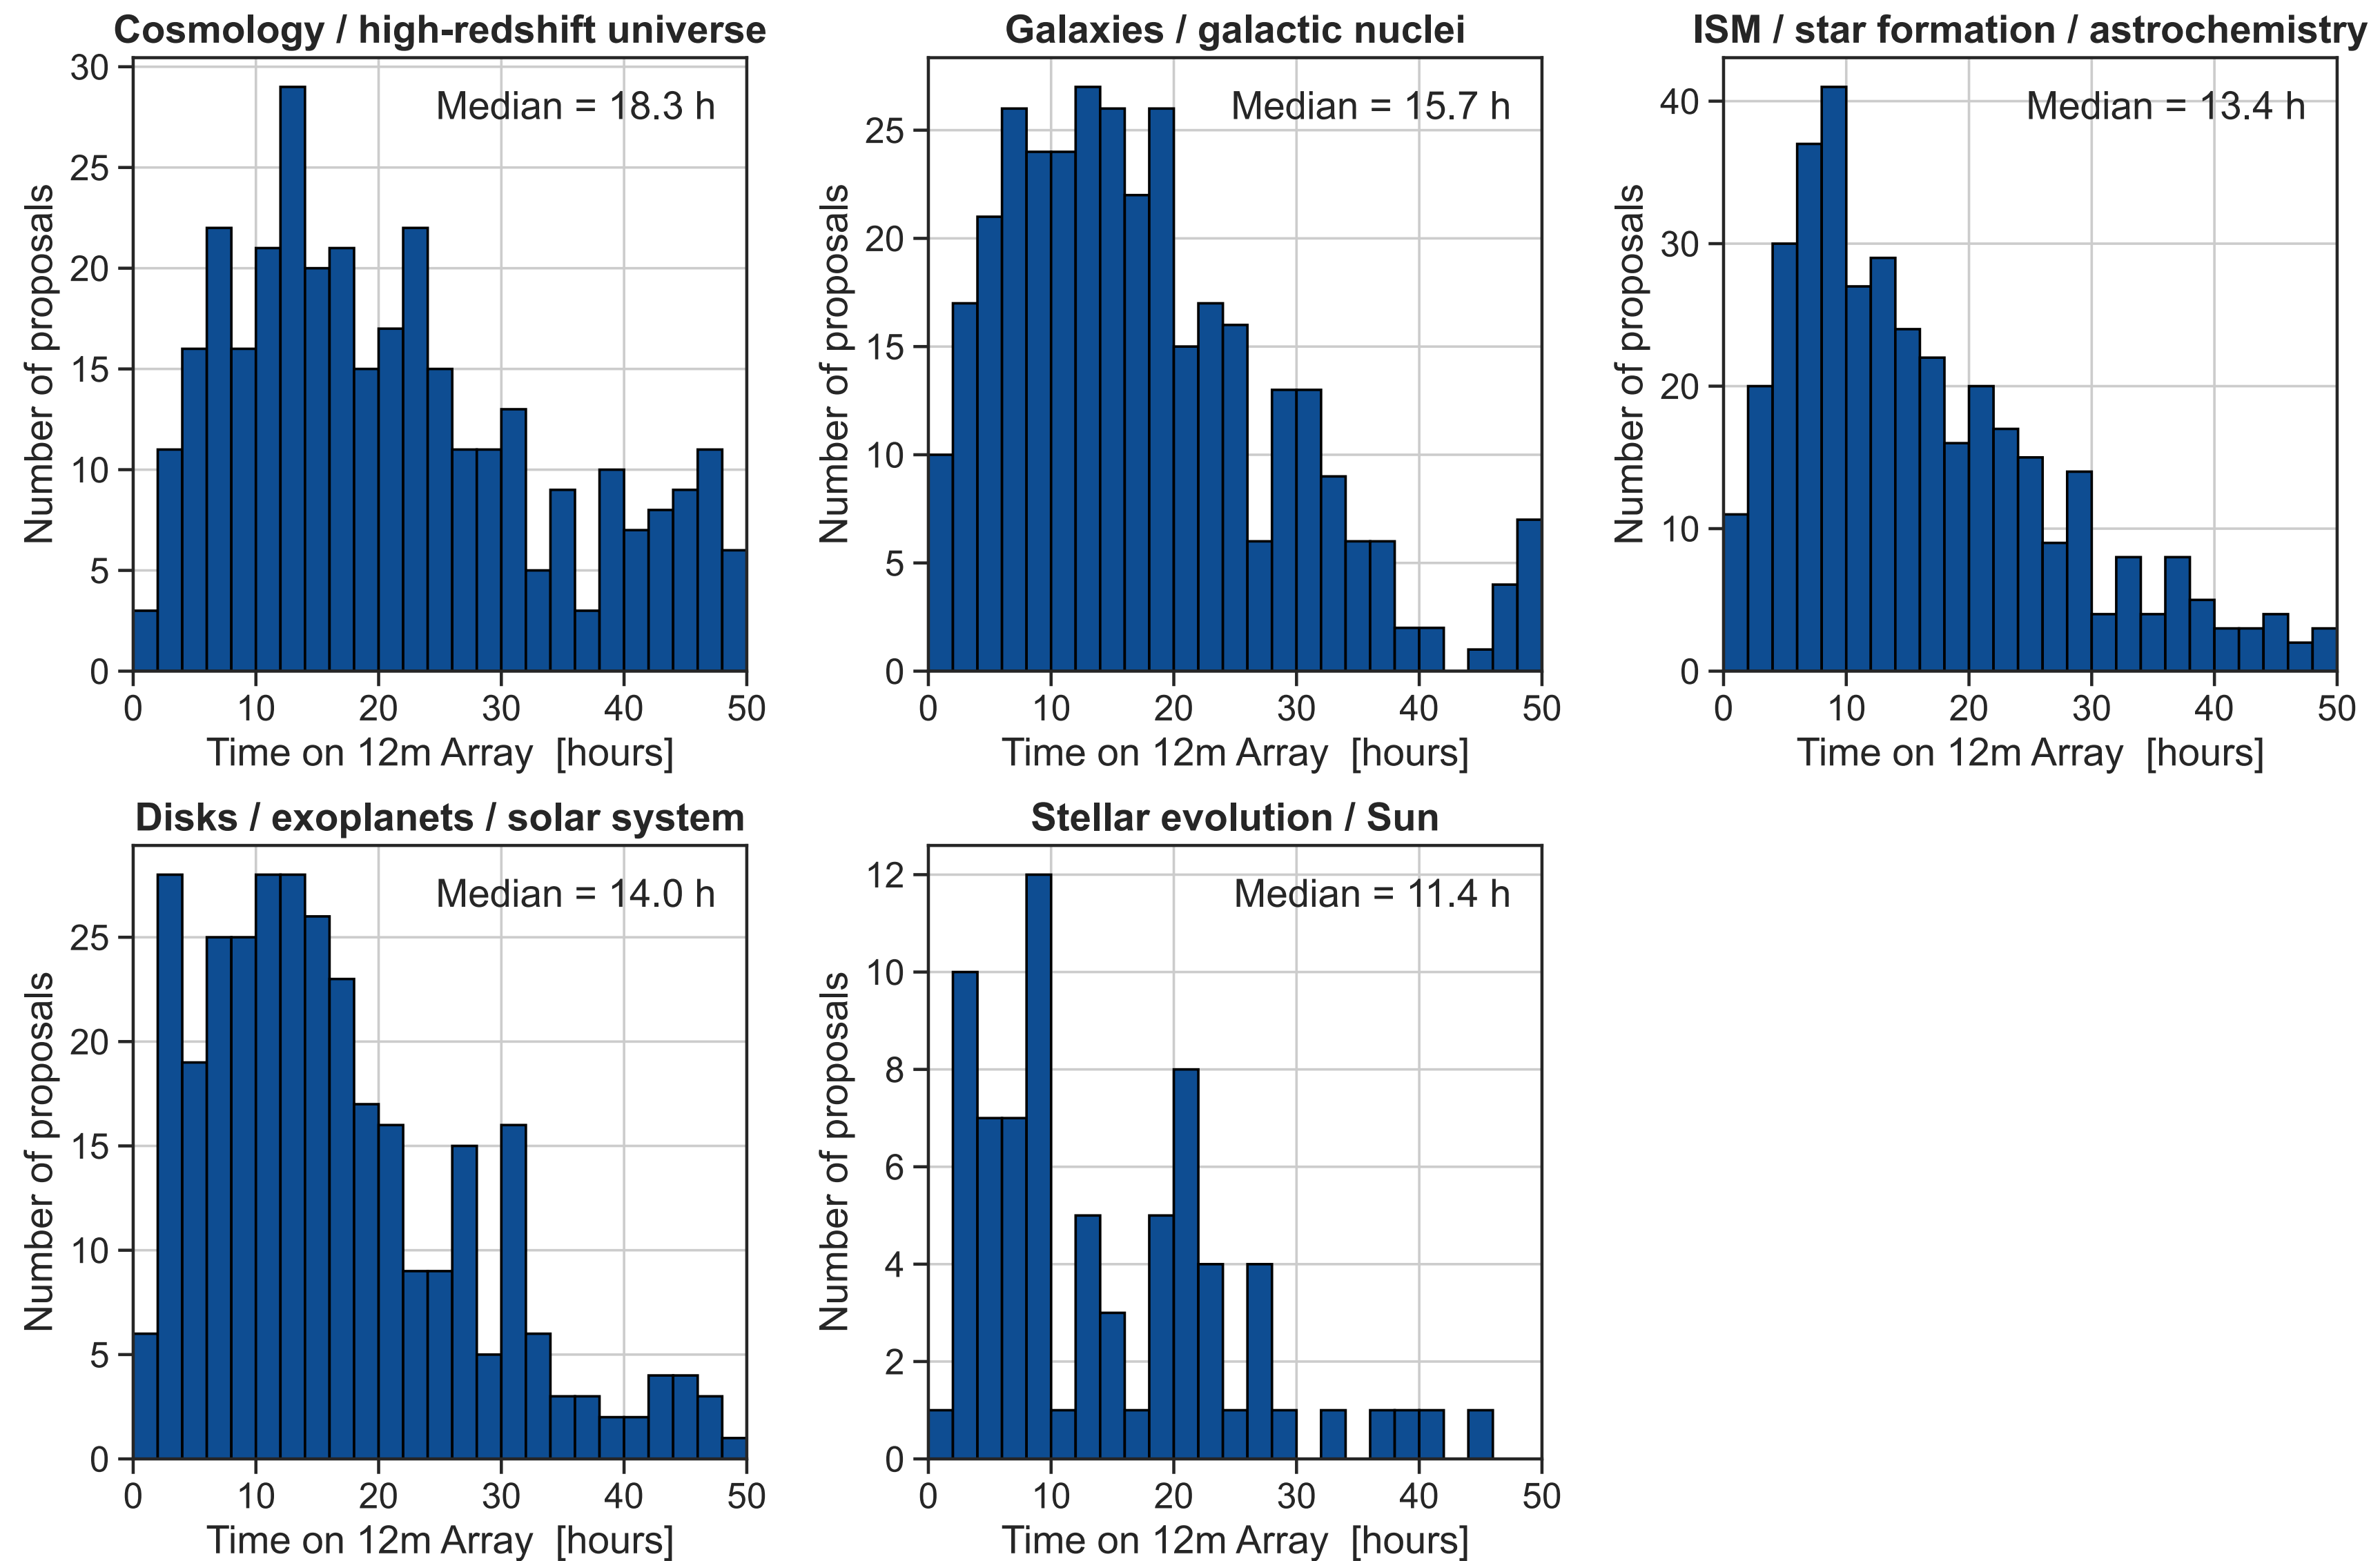 Cosmology / high-redshift universe
Median = 18.3 h
Number of proposals
30
25
20
15
10
5
0
0 10 20 30 40 50
Time on 12m Array [hours]
Galaxies / galactic nuclei
Median = 15.7 h
Number of proposals
25
20
15
10
5
0
0 10 20 30 40 50
Time on 12m Array [hours]
ISM / star formation / astrochemistry
Median = 13.4 h
Number of proposals
40
30
20
10
0
0 10 20 30 40 50
Time on 12m Array [hours]
Disks / exoplanets / solar system
Median = 14.0 h
Number of proposals
25
20
15
10
5
0
0 10 20 30 40 50
Time on 12m Array [hours]
Stellar evolution / Sun
Median = 11.4 h
Number of proposals
12
10
8
6
4
2
0
0 10 20 30 40 50
Time on 12m Array [hours]